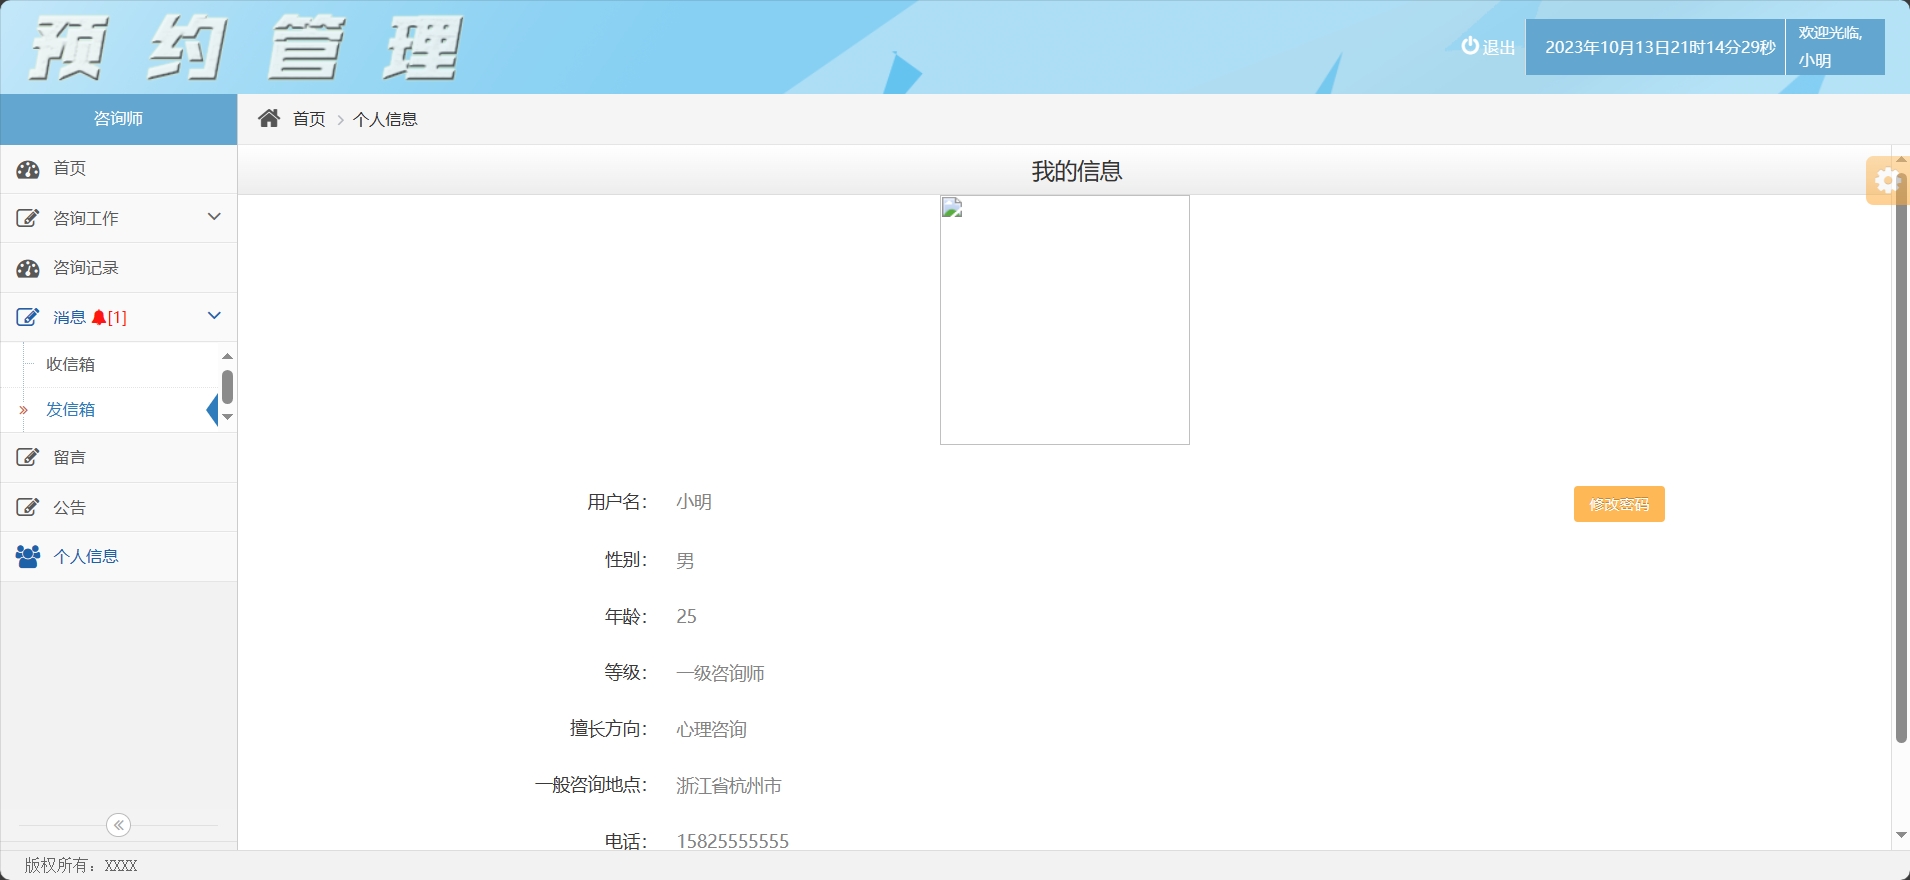 预约管理
退出
2023年10月13日21时14分29秒
欢迎光临,
小明
咨询师
首页
个人信息
首页
咨询工作
咨询记录
消息 [1]
收信箱
发信箱
留言
公告
个人信息
我的信息
用户名： 小明
修改密码
性别： 男
年龄： 25
等级： 一级咨询师
擅长方向： 心理咨询
一般咨询地点： 浙江省杭州市
电话： 15825555555
版权所有：XXXX